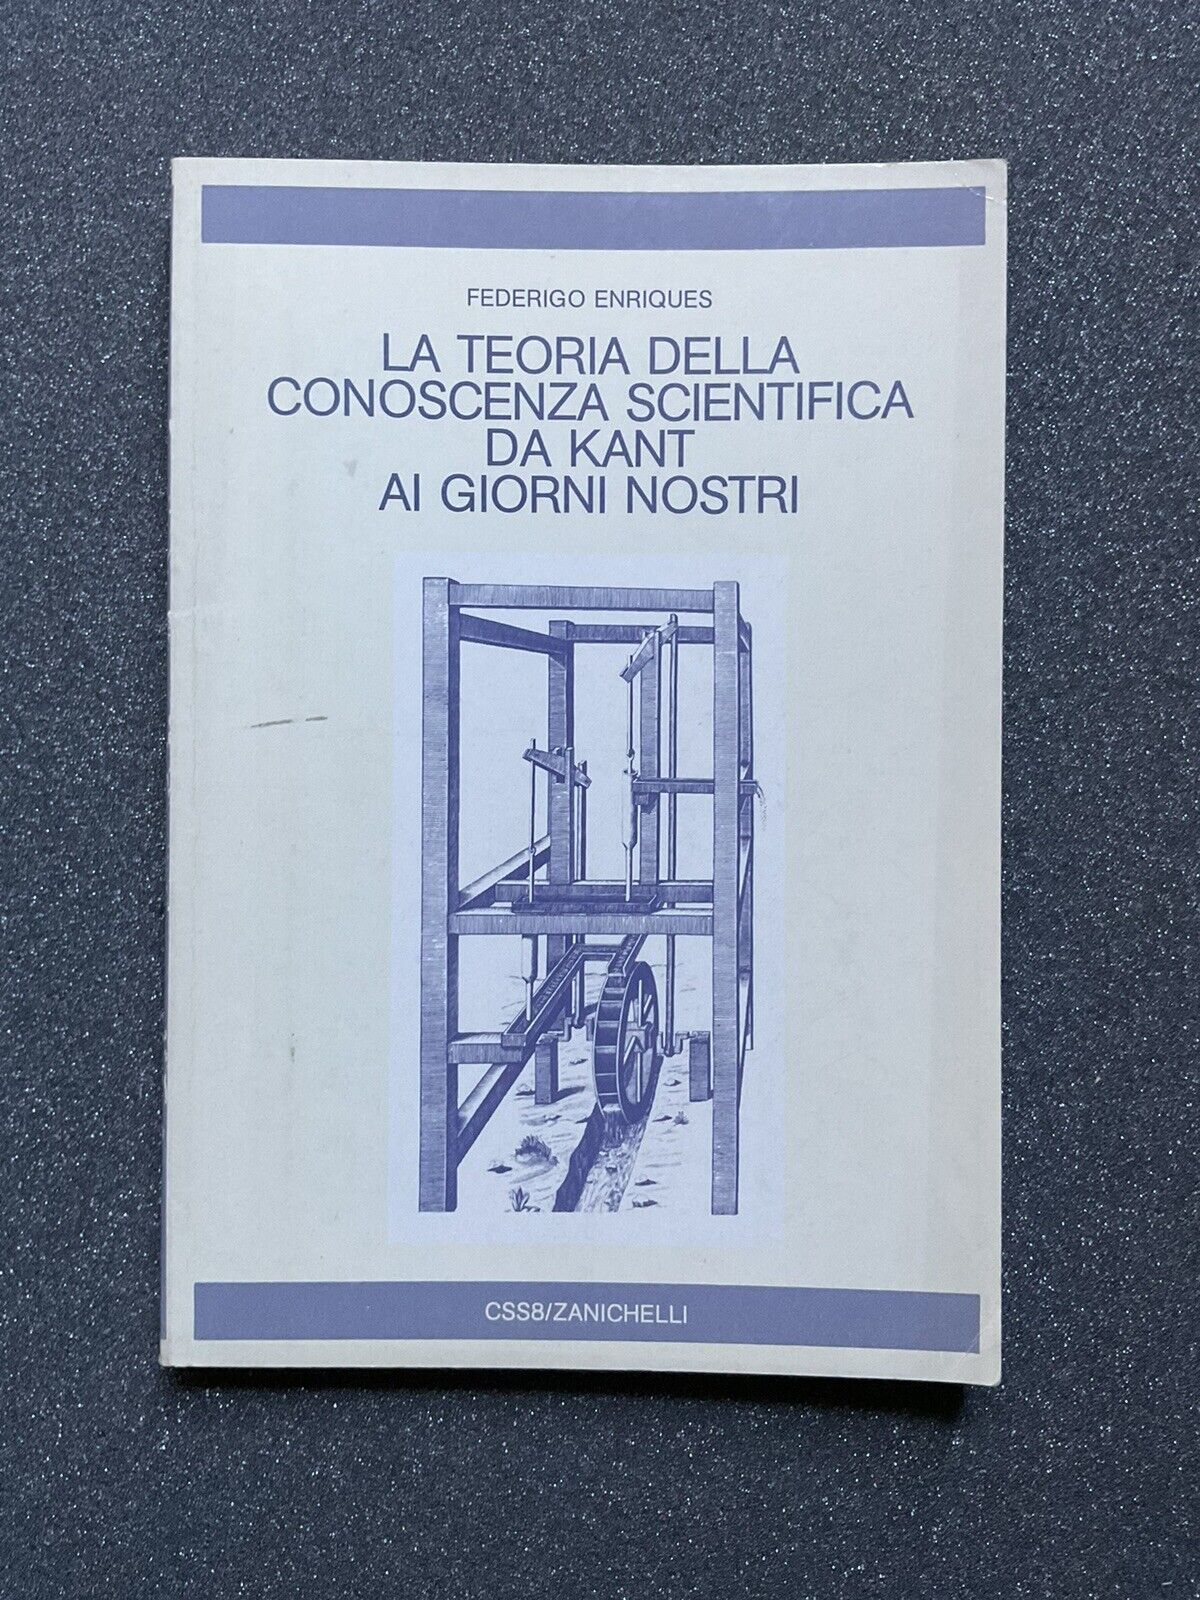 FEDERIGO ENRIQUES
LA TEORIA DELLA
CONOSCENZA SCIENTIFICA
DA KANT
AI GIORNI NOSTRI
CSS8/ZANICHELLI